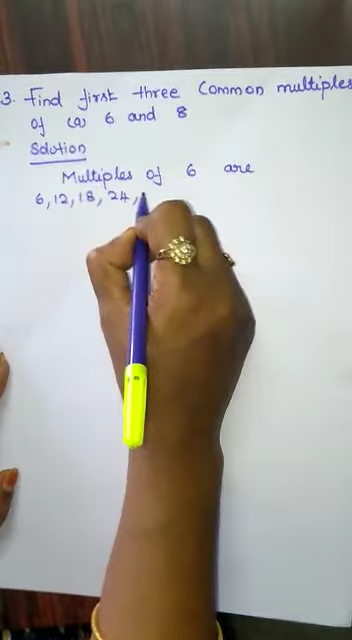 3. Find first three Common multiples
of (a) 6 and 8
Solution
Multiples of 6 are
6, 12, 18, 24,